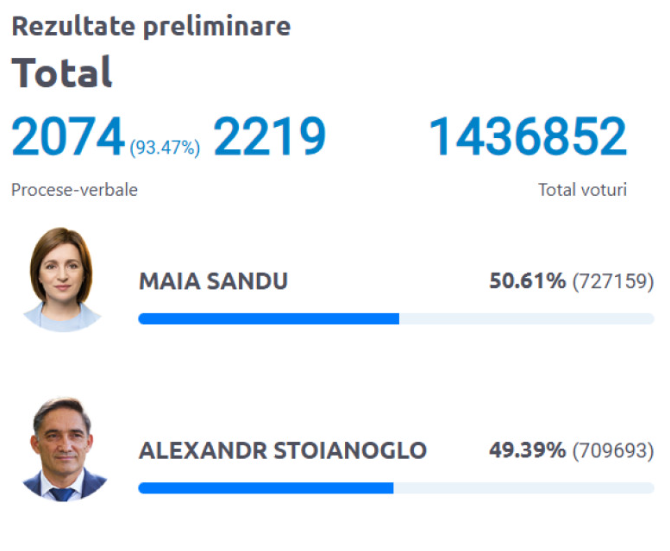 Rezultate preliminare
Total
2074 (93.47%) 2219 1436852
Procese-verbale Total voturi
MAIA SANDU 50.61% (727159)
ALEXANDR STOIANOGLO 49.39% (709693)